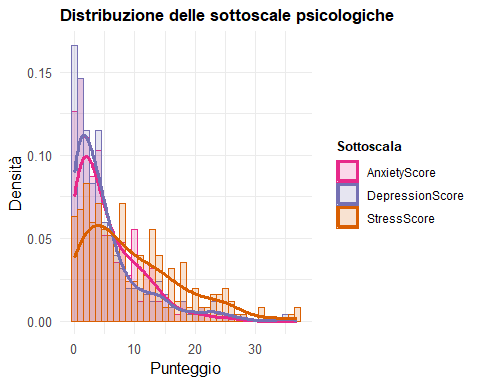 Distribuzione delle sottoscale psicologiche
Densità
0.15
0.10
0.05
0.00
0
10
20
30
Punteggio
Sottoscala
AnxietyScore
DepressionScore
StressScore